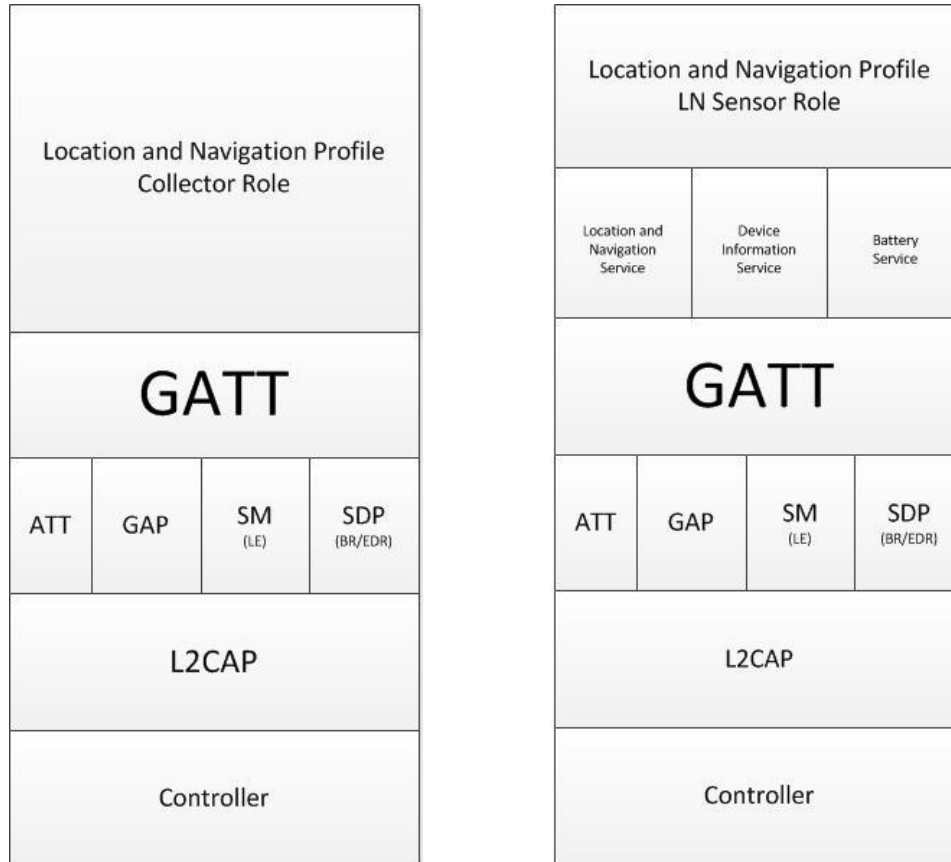 Location and Navigation Profile
Collector Role
GATT
ATT
GAP
SM
(LE)
SDP
(BR/EDR)
L2CAP
Controller
Location and Navigation Profile
LN Sensor Role
Location and
Navigation
Service
Device
Information
Service
Battery
Service
GATT
ATT
GAP
SM
(LE)
SDP
(BR/EDR)
L2CAP
Controller